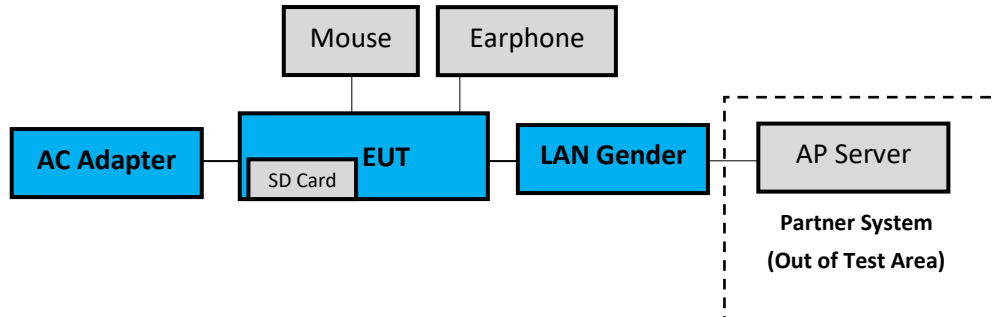 Mouse
Earphone
AC Adapter
EUT
SD Card
LAN Gender
AP Server
Partner System
(Out of Test Area)